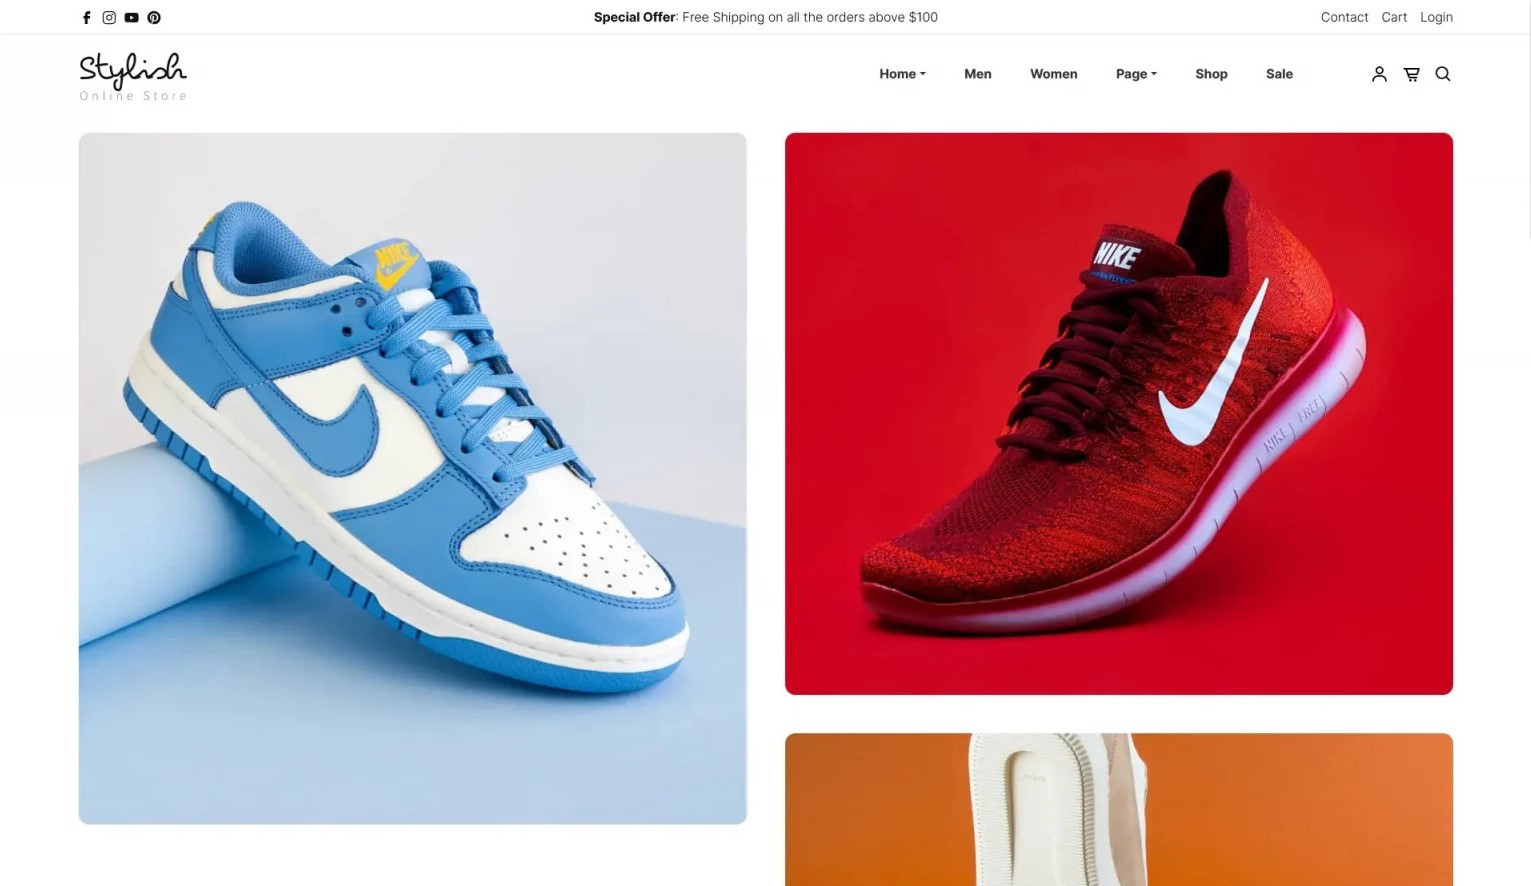 Special Offer: Free Shipping on all the orders above $100
Contact Cart Login
Stylish
Online Store
Home Men Women Page Shop Sale
NIKE
NIKE
NIKE FREE